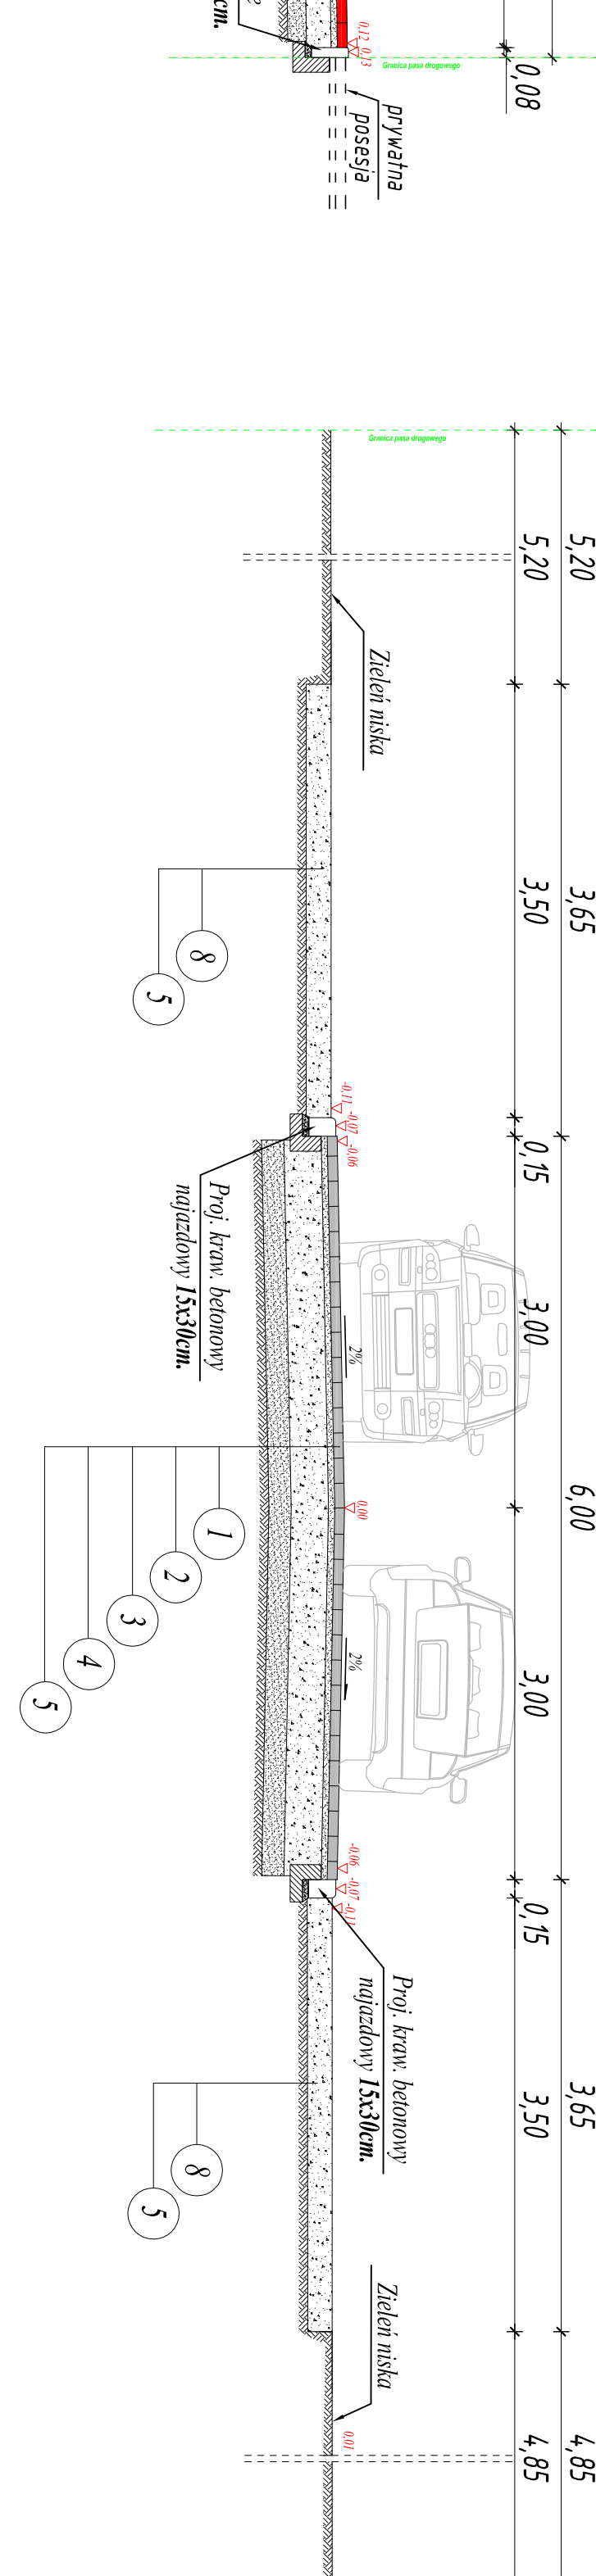 e
cm.
0,12
0,13
Granica pasa drogowego
0,08
prywatna
posesja
Granica pasa drogowego
5,20
3,65
6,00
3,65
4,85
5,20
3,50
0,15
3,00
3,00
0,15
3,50
4,85
Zieleń niska
-0,11
-0,07
-0,06
2%
0,00
2%
-0,06
-0,07
-0,11
0,01
Proj. kraw. betonowy
najazdowy 15x30cm.
Proj. kraw. betonowy
najazdowy 15x30cm.
Zieleń niska
8
5
1
2
3
4
5
8
5